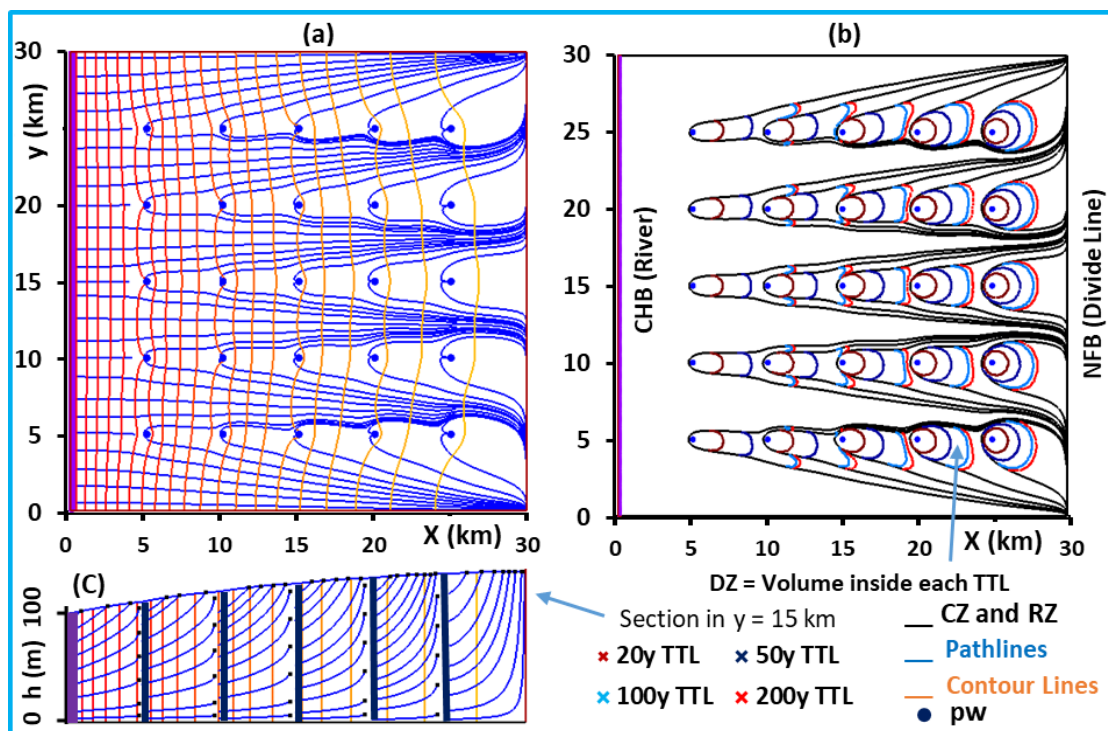 (a)
30
25
20
15
10
5
0
y (km)
0
5
10
15
20
25
30
X (km)
(b)
30
25
20
15
10
5
0
CHB (River)
NFB (Divide Line)
0
5
10
15
20
25
30
X (km)
(C)
100
0
h (m)
DZ = Volume inside each TTL
Section in y = 15 km
20y TTL
50y TTL
100y TTL
200y TTL
CZ and RZ
Pathlines
Contour Lines
pw